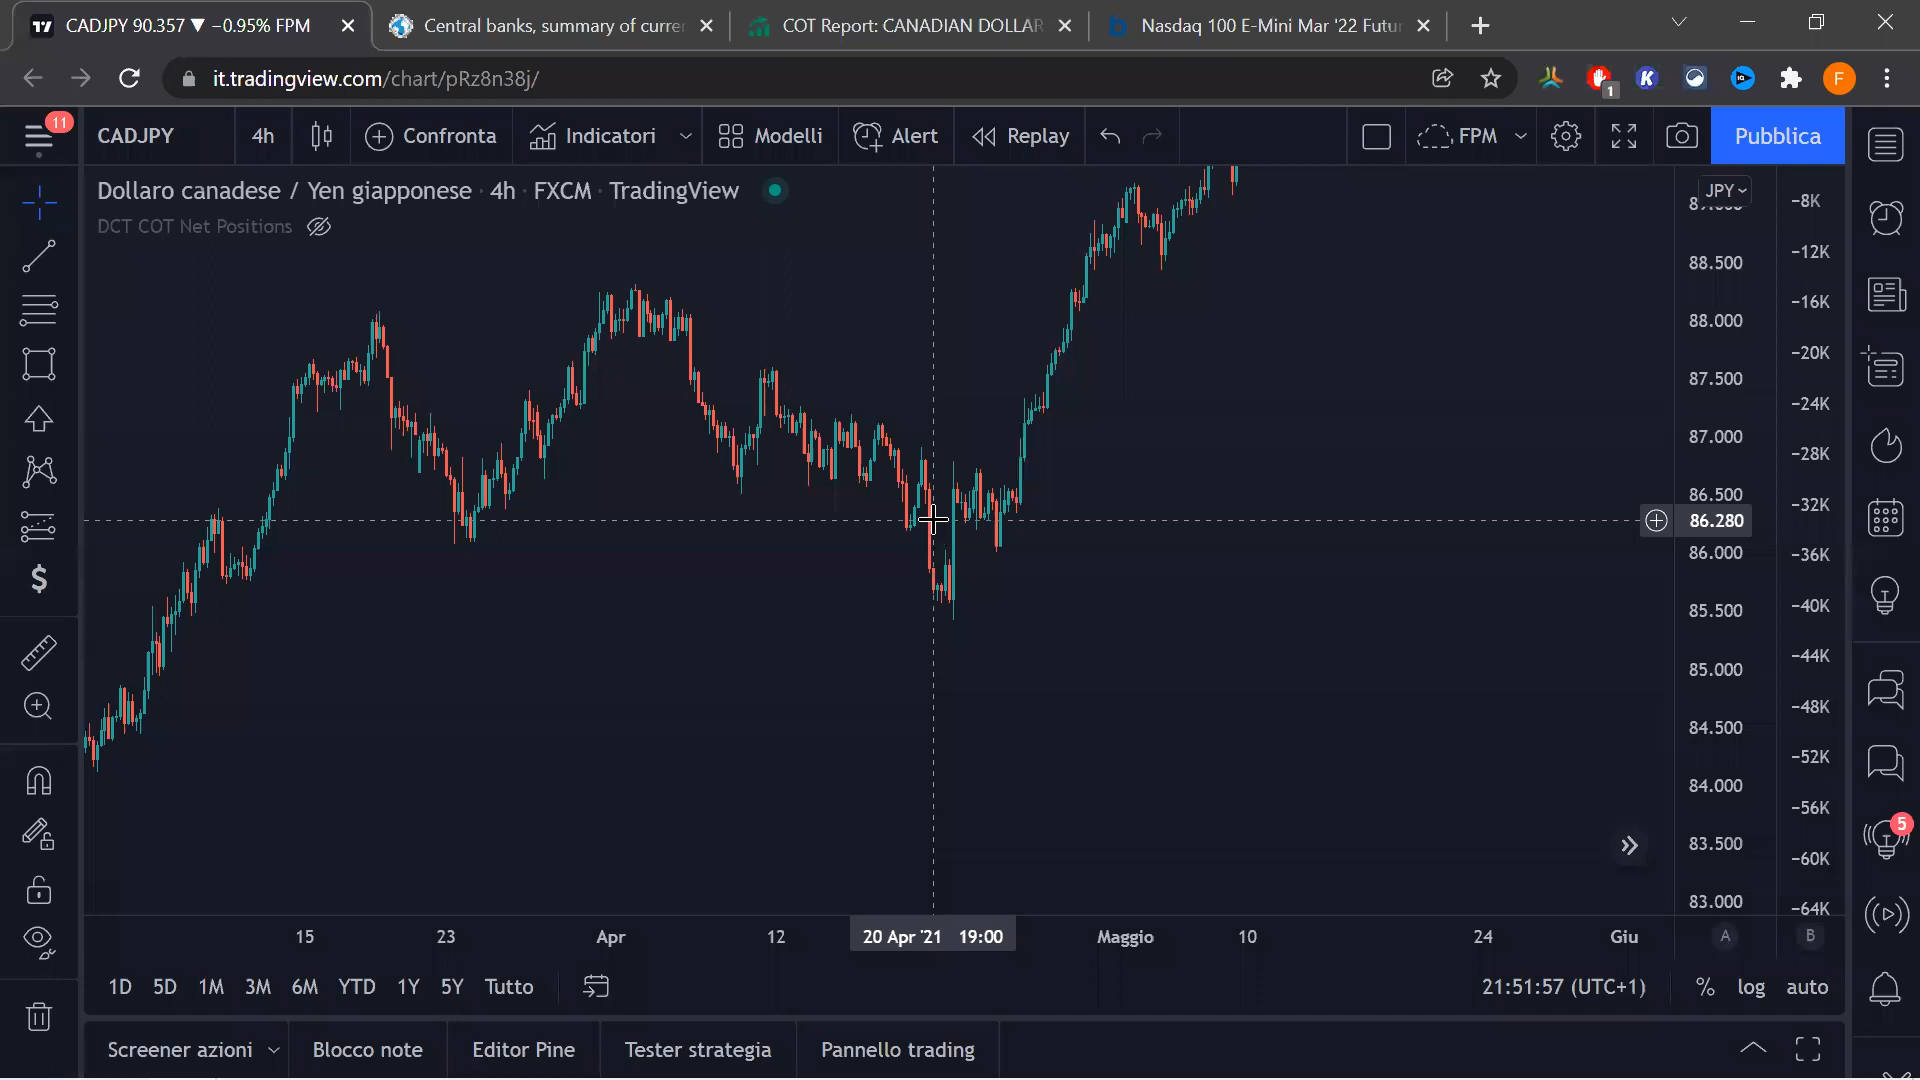 CADJPY 90.357 ▼ −0.95% FPM
Central banks, summary of curre
COT Report: CANADIAN DOLLAR
Nasdaq 100 E-Mini Mar '22 Futu
it.tradingview.com/chart/pRz8n38j/
1
F
11
CADJPY
4h
Confronta
Indicatori
Modelli
Alert
Replay
FPM
Pubblica
Dollaro canadese / Yen giapponese · 4h · FXCM · TradingView
DCT COT Net Positions
JPY
88.500
88.000
87.500
87.000
86.500
86.280
86.000
85.500
85.000
84.500
84.000
83.500
83.000
−8K
−12K
−16K
−20K
−24K
−28K
−32K
−36K
−40K
−44K
−48K
−52K
−56K
−60K
−64K
5
15
23
Apr
12
20 Apr '21 19:00
Maggio
10
24
Giu
A
B
1D 5D 1M 3M 6M YTD 1Y 5Y Tutto
21:51:57 (UTC+1)
% log auto
Screener azioni
Blocco note
Editor Pine
Tester strategia
Pannello trading